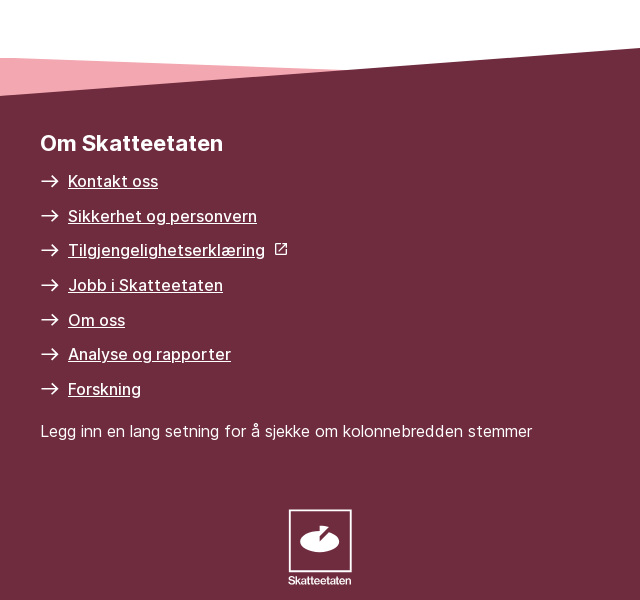 Om Skatteetaten
Kontakt oss
Sikkerhet og personvern
Tilgjengelighetserklæring
Jobb i Skatteetaten
Om oss
Analyse og rapporter
Forskning
Legg inn en lang setning for å sjekke om kolonnebredden stemmer
Skatteetaten